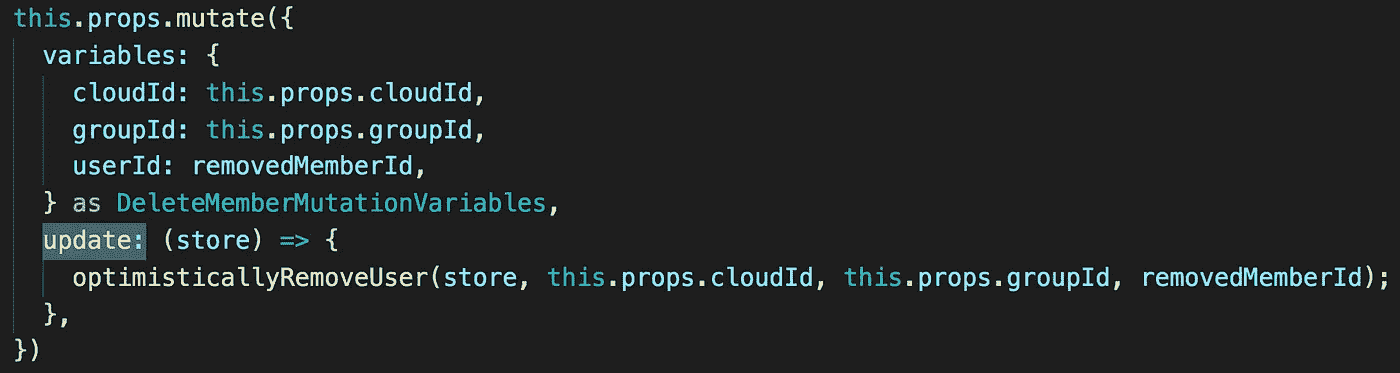 this.props.mutate({
variables: {
cloudId: this.props.cloudId,
groupId: this.props.groupId,
userId: removedMemberId,
} as DeleteMemberMutationVariables,
update: (store) => {
optimisticallyRemoveUser(store, this.props.cloudId, this.props.groupId, removedMemberId);
},
})